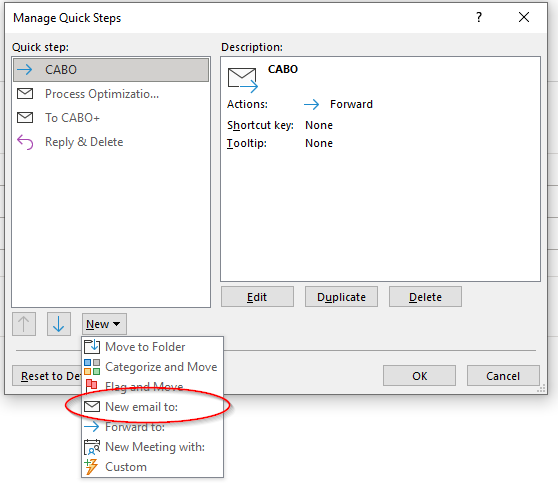 Manage Quick Steps
Quick step:
CABO
Process Optimizatio...
To CABO+
Reply & Delete
Description:
CABO
Actions: Forward
Shortcut key: None
Tooltip: None
Edit Duplicate Delete
New
Move to Folder
Categorize and Move
Flag and Move
New email to:
Forward to:
New Meeting with:
Custom
Reset to Def
OK Cancel